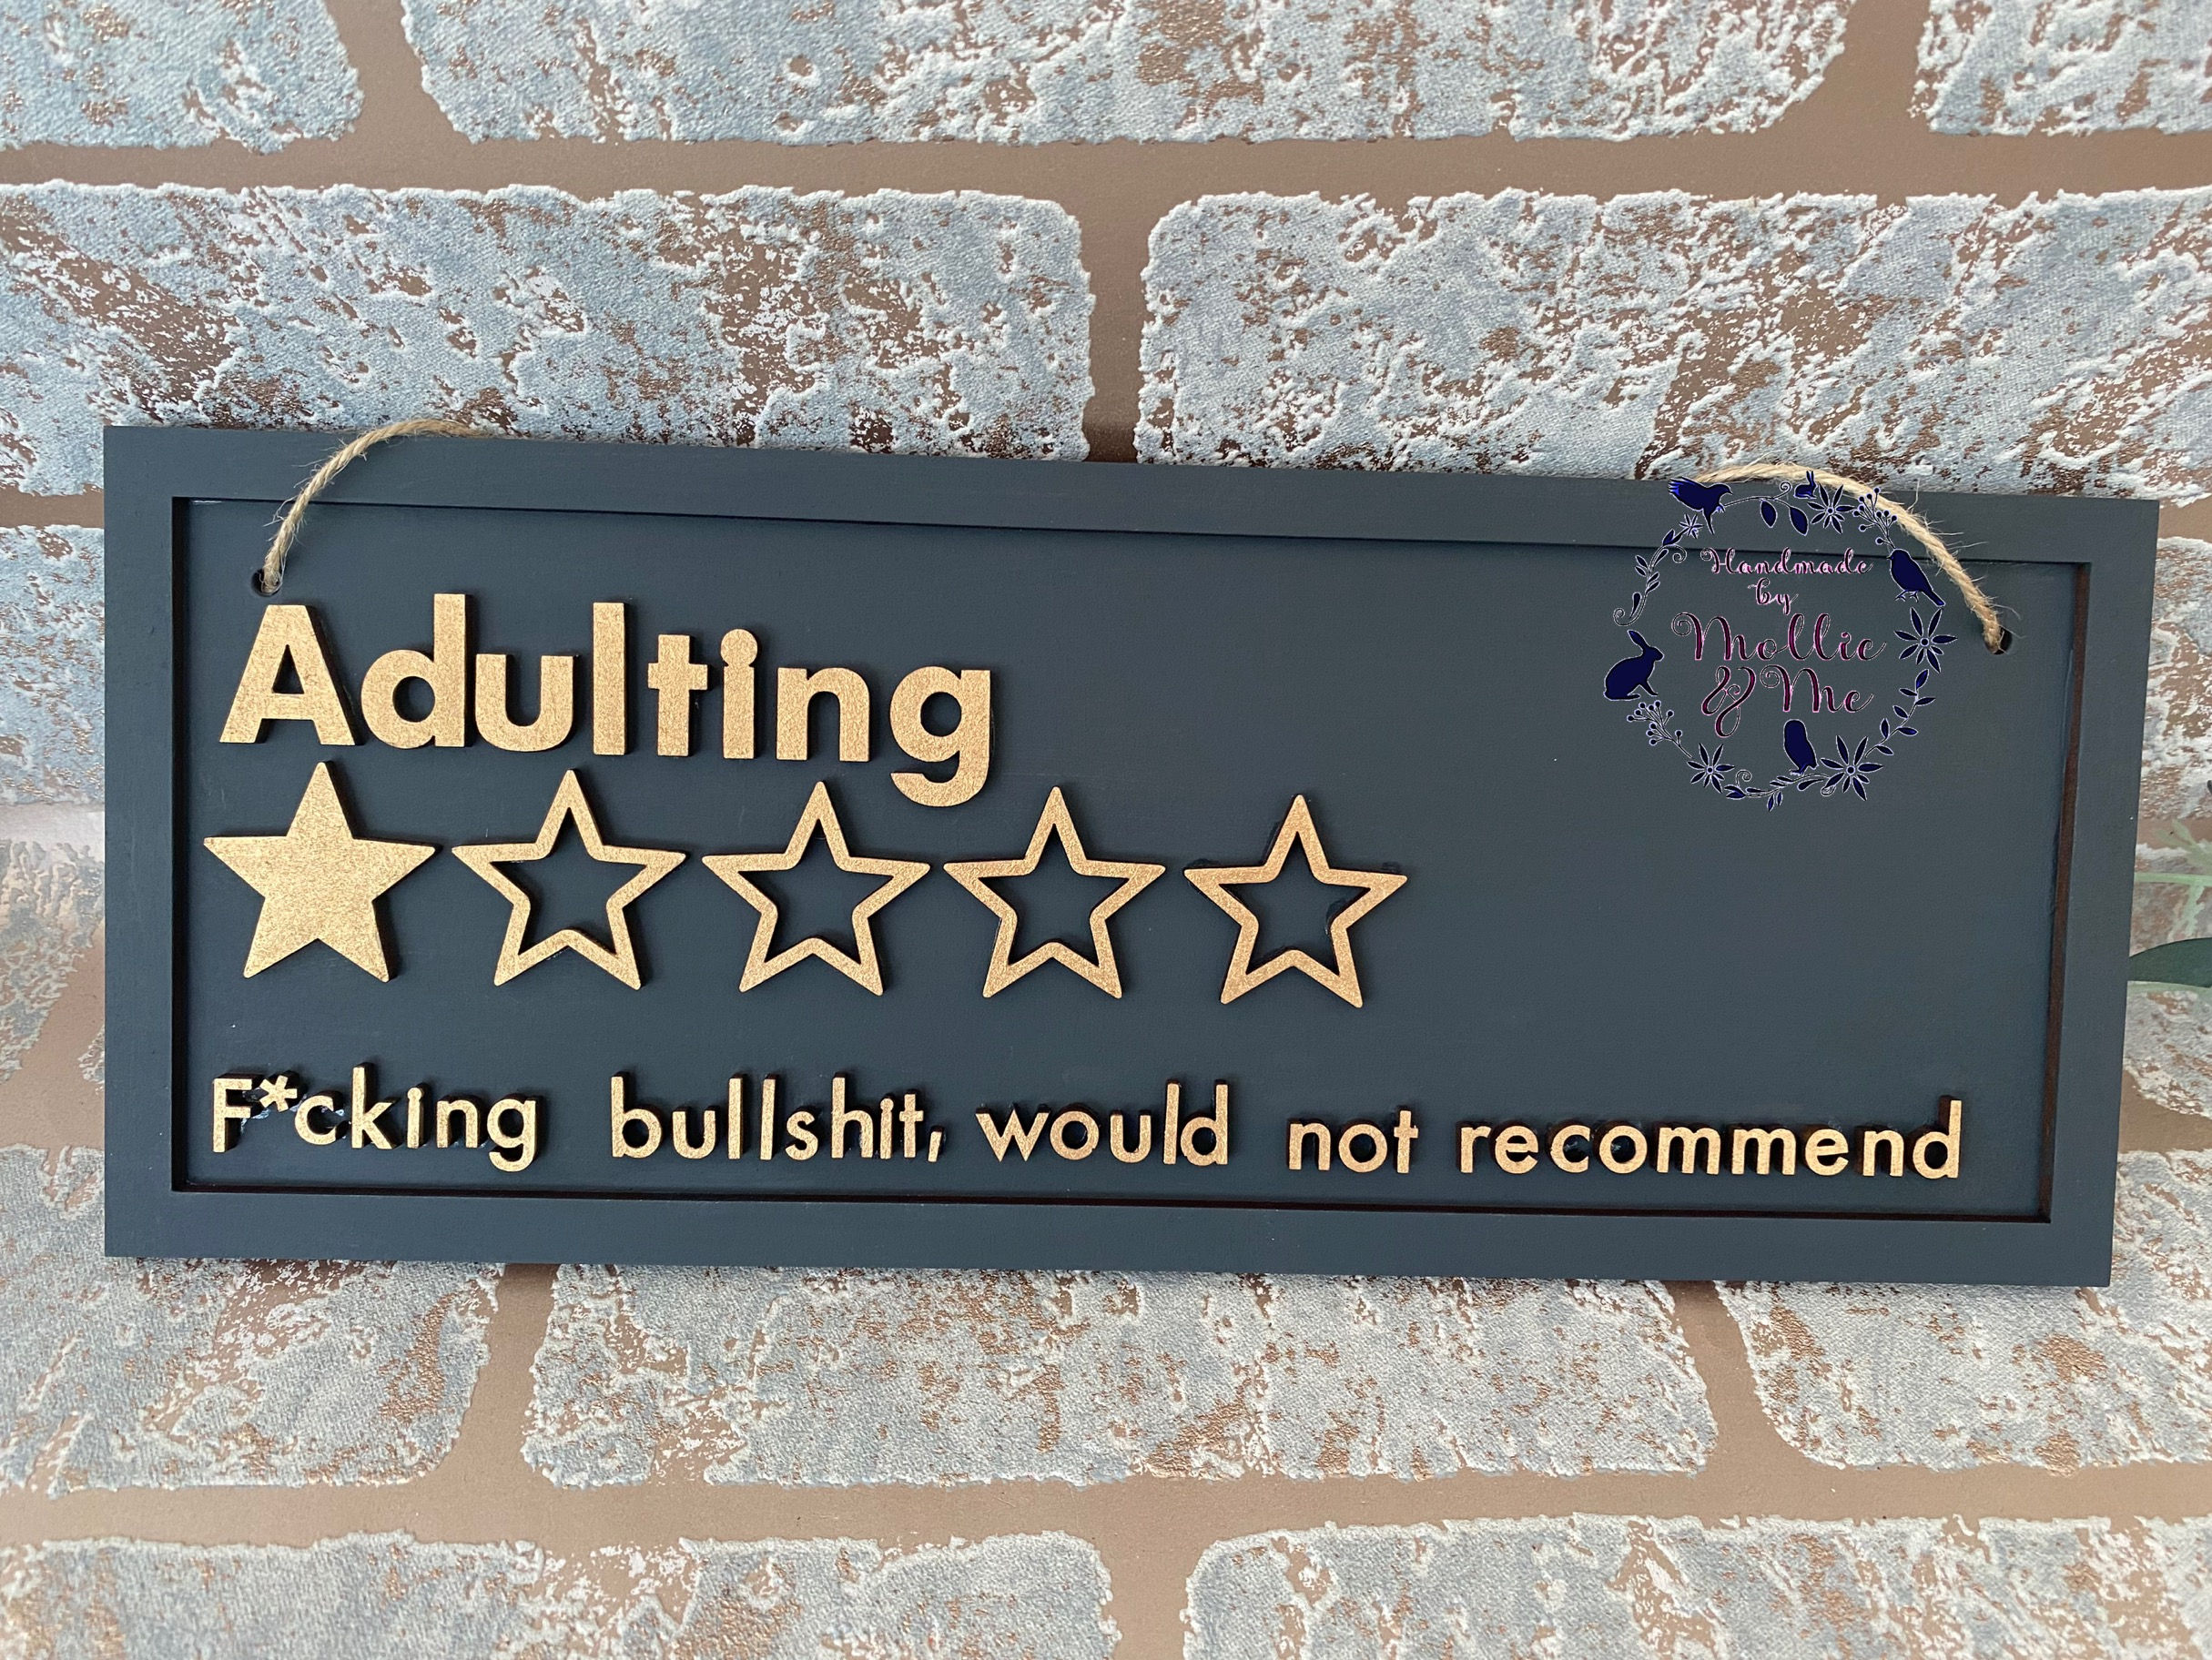 Adulting
F*cking bullshit, would not recommend
Handmade
by
Mollie
& Me